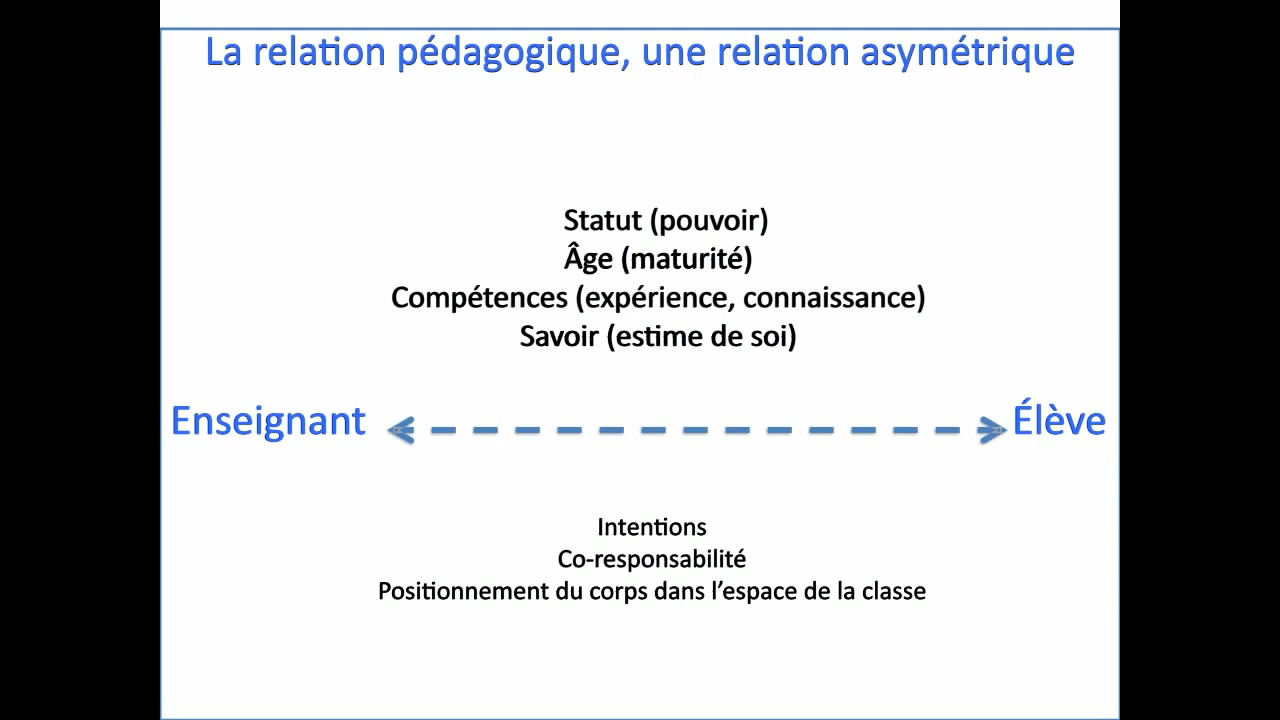 La relation pédagogique, une relation asymétrique
Statut (pouvoir)
Âge (maturité)
Compétences (expérience, connaissance)
Savoir (estime de soi)
Enseignant
Élève
Intentions
Co-responsabilité
Positionnement du corps dans l’espace de la classe